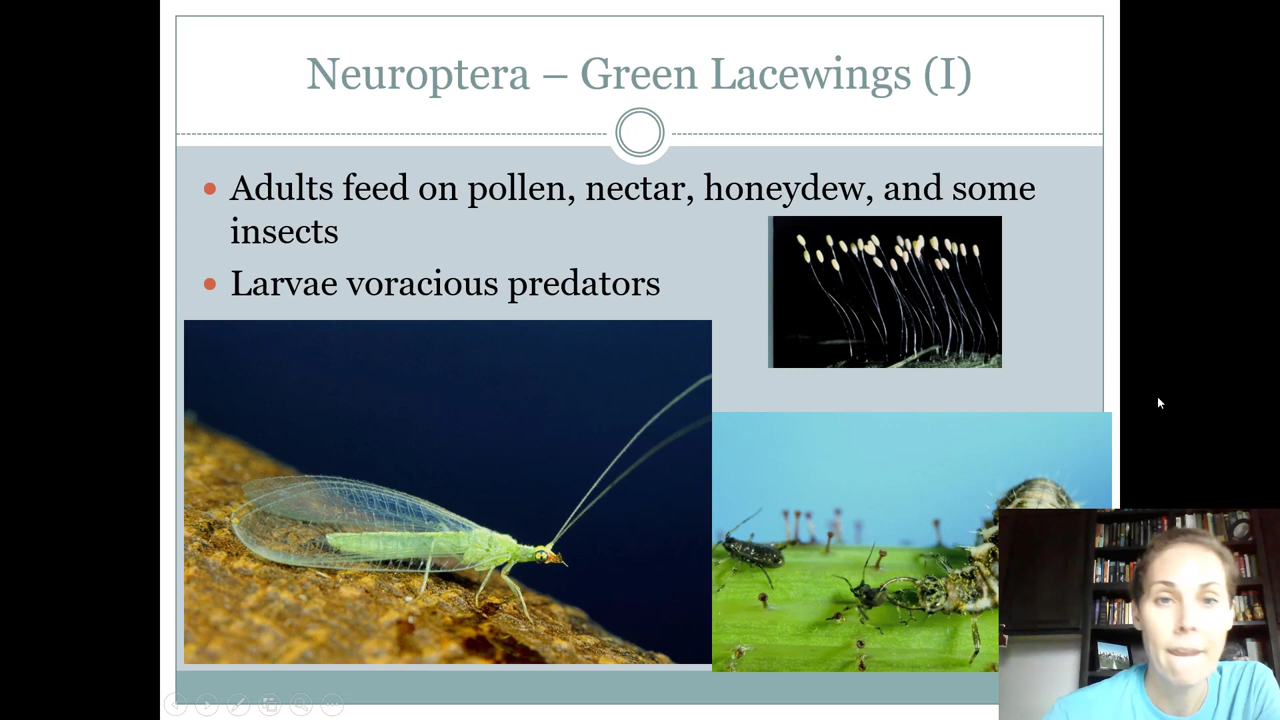 Neuroptera – Green Lacewings (I)
Adults feed on pollen, nectar, honeydew, and some
insects
Larvae voracious predators